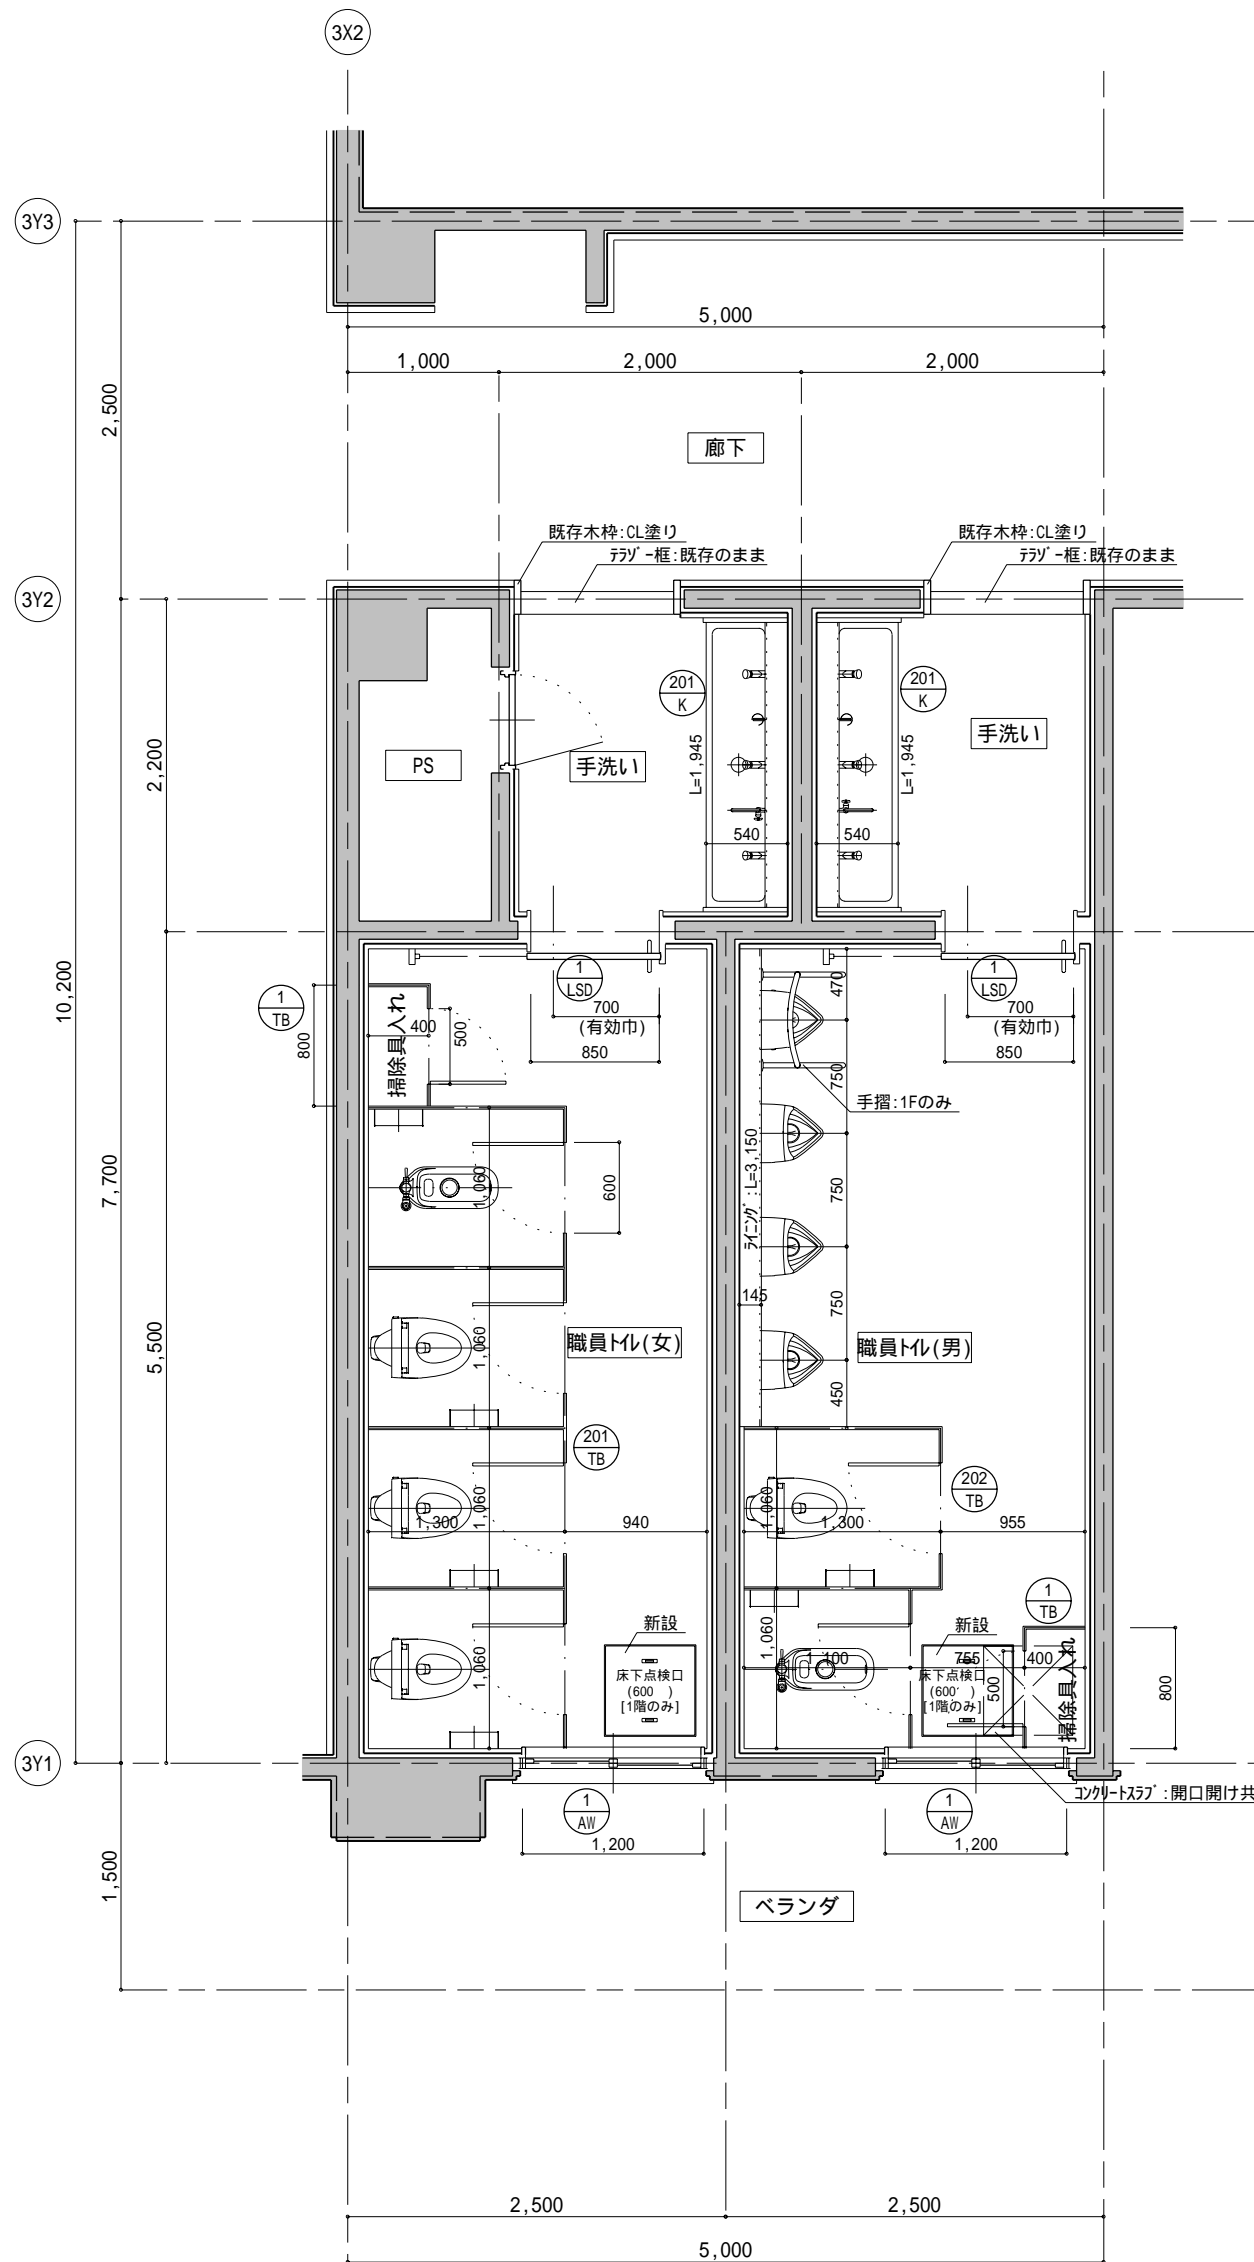 3X2
3Y3
5,000
1,000
2,000
2,000
2,500
廊下
既存木枠:CL塗り
テラゾー框:既存のまま
既存木枠:CL塗り
テラゾー框:既存のまま
3Y2
201
K
201
K
手洗い
手洗い
PS
L=1,945
L=1,945
2,200
540
540
10,200
1
TB
1
LSD
1
LSD
700
(有効巾)
850
700
(有効巾)
850
470
掃除具入れ
400
500
800
750
手摺:1Fのみ
7,700
1,060
600
ライニング:L=3,150
750
145
750
5,500
1,060
職員トイレ(女)
職員トイレ(男)
450
201
TB
202
TB
1,060
1,300
940
1,060
1,300
955
1
TB
新設
新設
1,060
床下点検口
(600 )
[1階のみ]
1,060
1,100
755
400
床下点検口
(600 )
[1階のみ]
500
掃除具入れ
800
3Y1
コンクリートスラブ:開口開け共
1
AW
1
AW
1,200
1,200
1,500
ベランダ
2,500
2,500
5,000